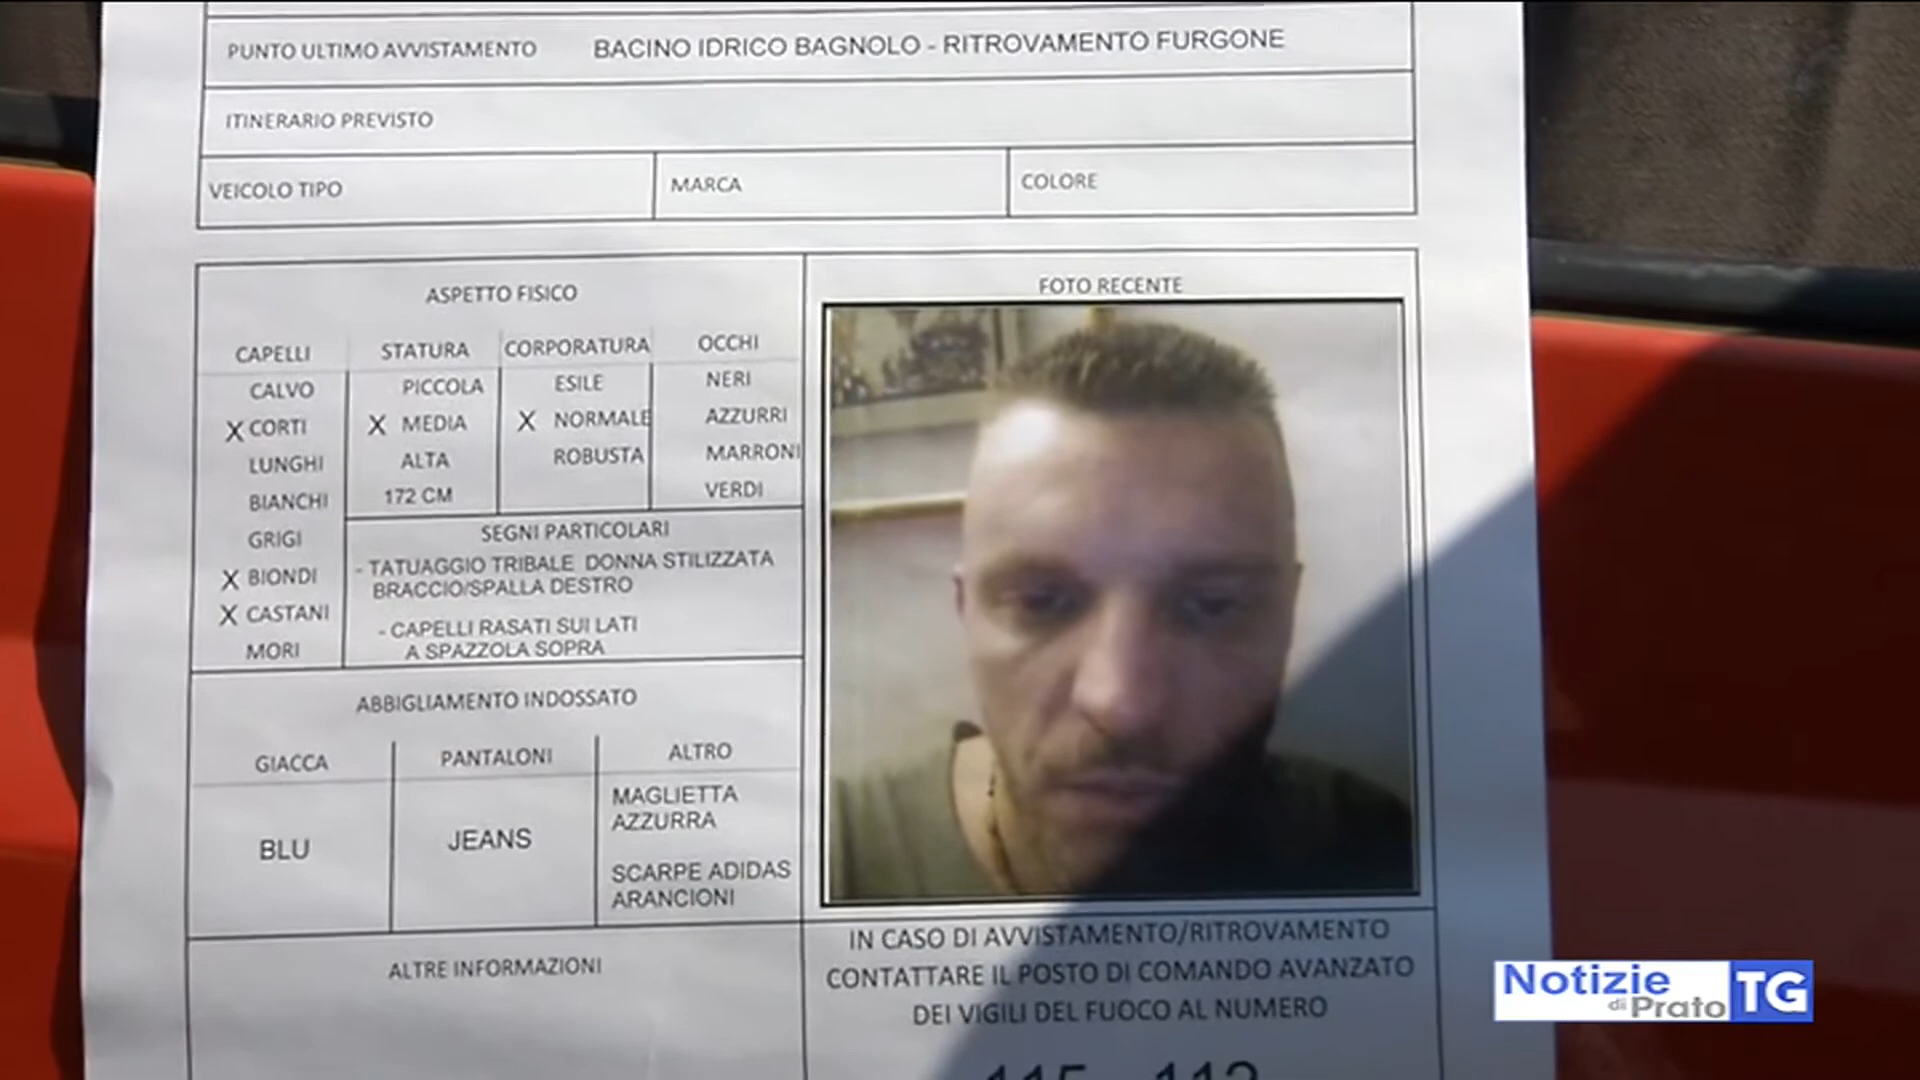 PUNTO ULTIMO AVVISTAMENTO BACINO IDRICO BAGNOLO - RITROVAMENTO FURGONE
ITINERARIO PREVISTO
VEICOLO TIPO MARCA COLORE
ASPETTO FISICO
CAPELLI STATURA CORPORATURA OCCHI
CALVO PICCOLA ESILE NERI
X CORTI X MEDIA X NORMALE AZZURRI
LUNGHI ALTA ROBUSTA MARRONI
BIANCHI 172 CM VERDI
GRIGI
X BIONDI
X CASTANI
MORI
SEGNI PARTICOLARI
- TATUAGGIO TRIBALE DONNA STILIZZATA
BRACCIO/SPALLA DESTRO
- CAPELLI RASATI SUI LATI
A SPAZZOLA SOPRA
ABBIGLIAMENTO INDOSSATO
GIACCA PANTALONI ALTRO
BLU JEANS MAGLIETTA
AZZURRA
SCARPE ADIDAS
ARANCIONI
ALTRE INFORMAZIONI
FOTO RECENTE
IN CASO DI AVVISTAMENTO/RITROVAMENTO
CONTATTARE IL POSTO DI COMANDO AVANZATO
DEI VIGILI DEL FUOCO AL NUMERO
Notizie
di Prato TG